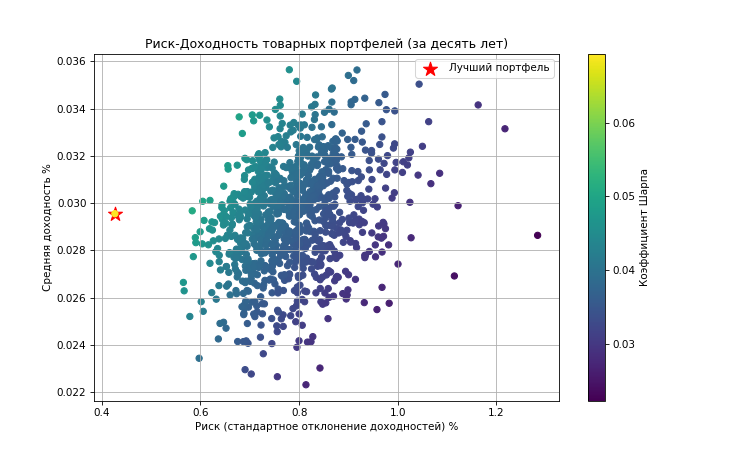 Риск-Доходность товарных портфелей (за десять лет)
Лучший портфель
Средняя доходность %
0.036
0.034
0.032
0.030
0.028
0.026
0.024
0.022
0.4 0.6 0.8 1.0 1.2
Риск (стандартное отклонение доходностей) %
0.06
0.05
0.04
0.03
Коэффициент Шарпа